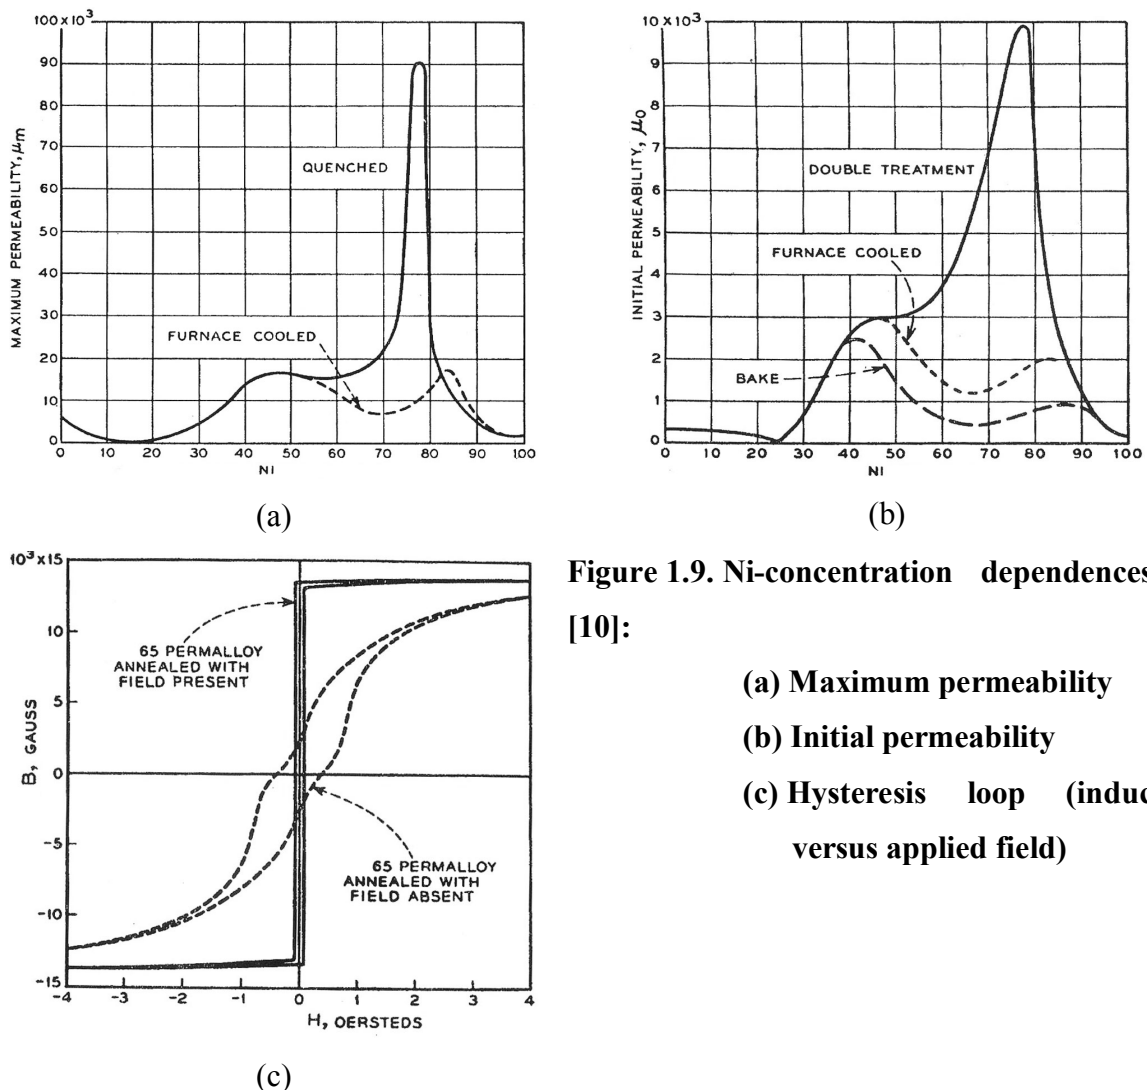 100×10³
90
80
70
60
50
40
30
20
10
0
MAXIMUM PERMEABILITY, μm
QUENCHED
FURNACE COOLED
0 10 20 30 40 50 60 70 80 90 100
NI
(a)
10×10³
9
8
7
6
5
4
3
2
1
0
INITIAL PERMEABILITY, μ0
DOUBLE TREATMENT
FURNACE COOLED
BAKE
0 10 20 30 40 50 60 70 80 90 100
NI
(b)
10³×15
10
5
0
-5
-10
-15
B, GAUSS
65 PERMALLOY
ANNEALED WITH
FIELD PRESENT
65 PERMALLOY
ANNEALED WITH
FIELD ABSENT
-4 -3 -2 -1 0 1 2 3 4
H, OERSTEDS
(c)
Figure 1.9. Ni-concentration dependences
[10]:
(a) Maximum permeability
(b) Initial permeability
(c) Hysteresis loop (induc
versus applied field)